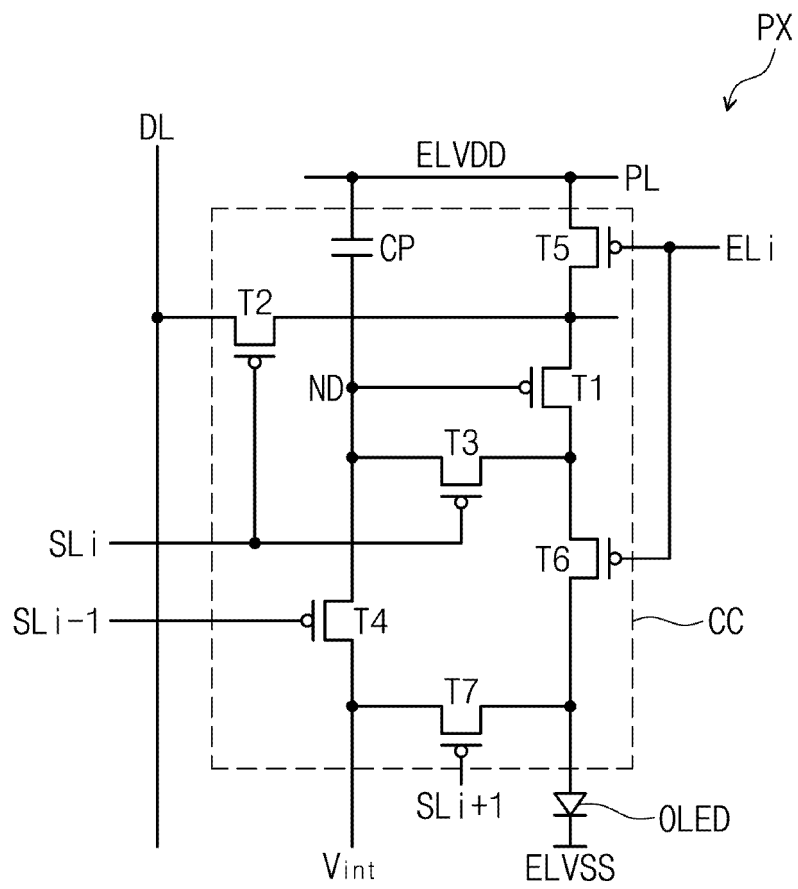 PX
DL
ELVDD
PL
CP
T5
ELi
T2
ND
T1
T3
SLi
T6
SLi-1
T4
CC
T7
SLi+1
OLED
Vint
ELVSS